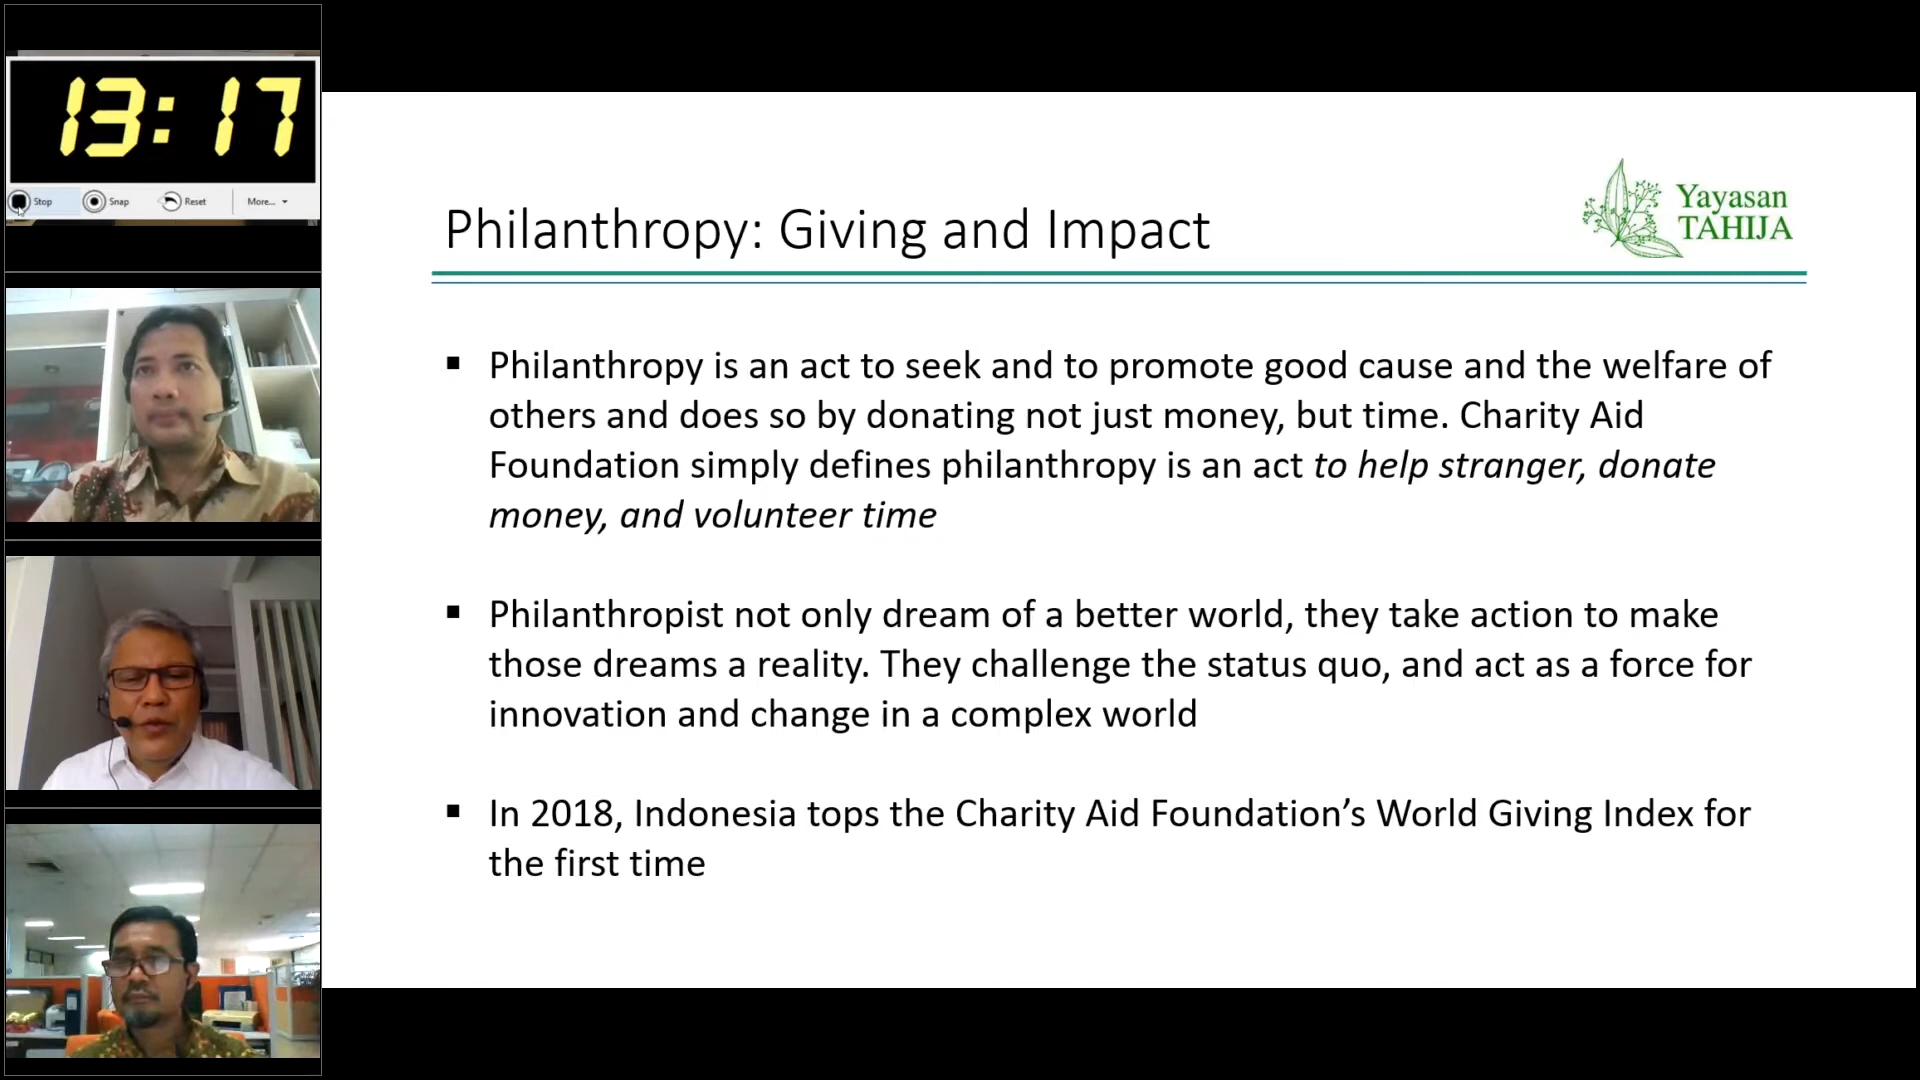 13:17
Stop Snap Reset More...
Yayasan
TAHIJA
Philanthropy: Giving and Impact
▪ Philanthropy is an act to seek and to promote good cause and the welfare of
others and does so by donating not just money, but time. Charity Aid
Foundation simply defines philanthropy is an act to help stranger, donate
money, and volunteer time
▪ Philanthropist not only dream of a better world, they take action to make
those dreams a reality. They challenge the status quo, and act as a force for
innovation and change in a complex world
▪ In 2018, Indonesia tops the Charity Aid Foundation’s World Giving Index for
the first time